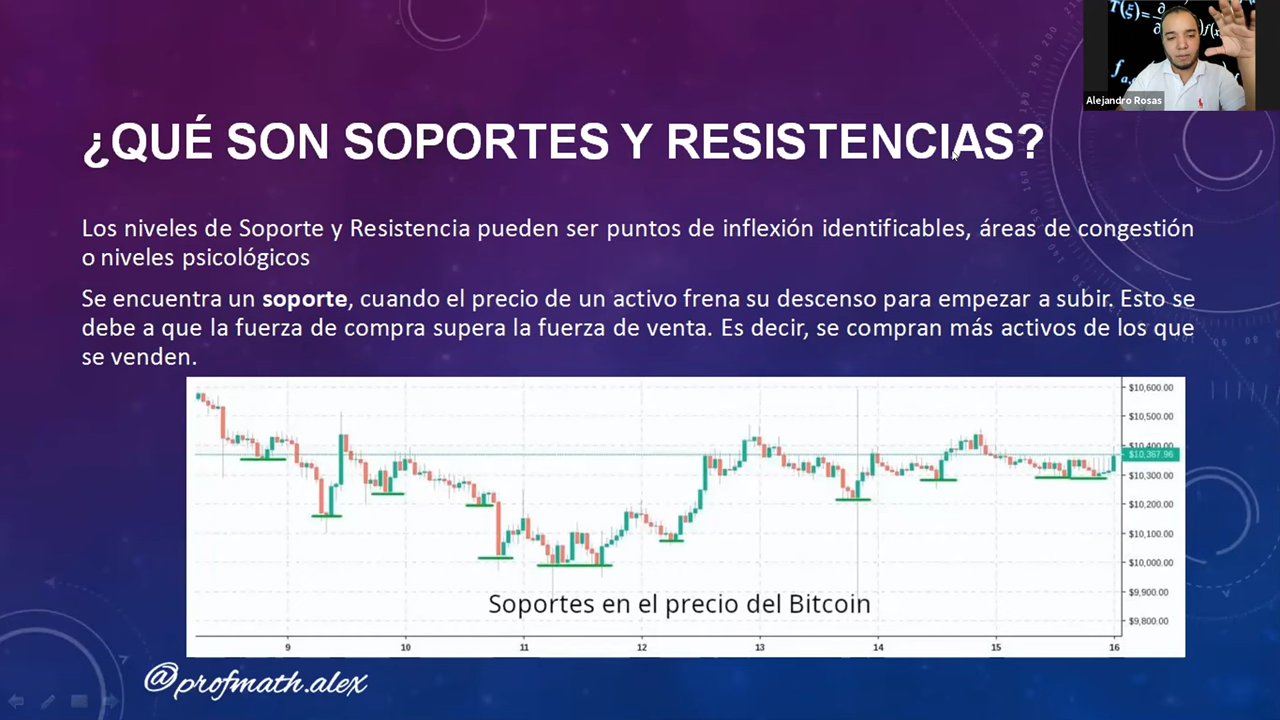 T(ξ)=
Alejandro Rosas
¿QUÉ SON SOPORTES Y RESISTENCIAS?
Los niveles de Soporte y Resistencia pueden ser puntos de inflexión identificables, áreas de congestión
o niveles psicológicos
Se encuentra un soporte, cuando el precio de un activo frena su descenso para empezar a subir. Esto se
debe a que la fuerza de compra supera la fuerza de venta. Es decir, se compran más activos de los que
se venden.
$10,600.00
$10,500.00
$10,400.00
$10,367.96
$10,300.00
$10,200.00
$10,100.00
$10,000.00
$9,900.00
$9,800.00
Soportes en el precio del Bitcoin
9 10 11 12 13 14 15 16
@profmath.alex